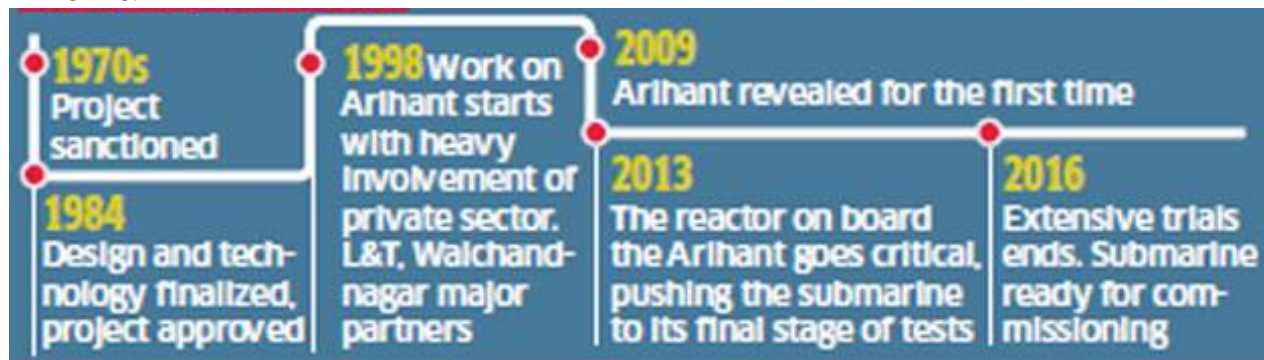 1970s
Project
sanctioned
1984
Design and tech-
nology finalized,
project approved
1998 Work on
Arihant starts
with heavy
involvement of
private sector.
L&T, Walchand-
nagar major
partners
2009
Arihant revealed for the first time
2013
The reactor on board
the Arihant goes critical,
pushing the submarine
to its final stage of tests
2016
Extensive trials
ends. Submarine
ready for com-
missioning